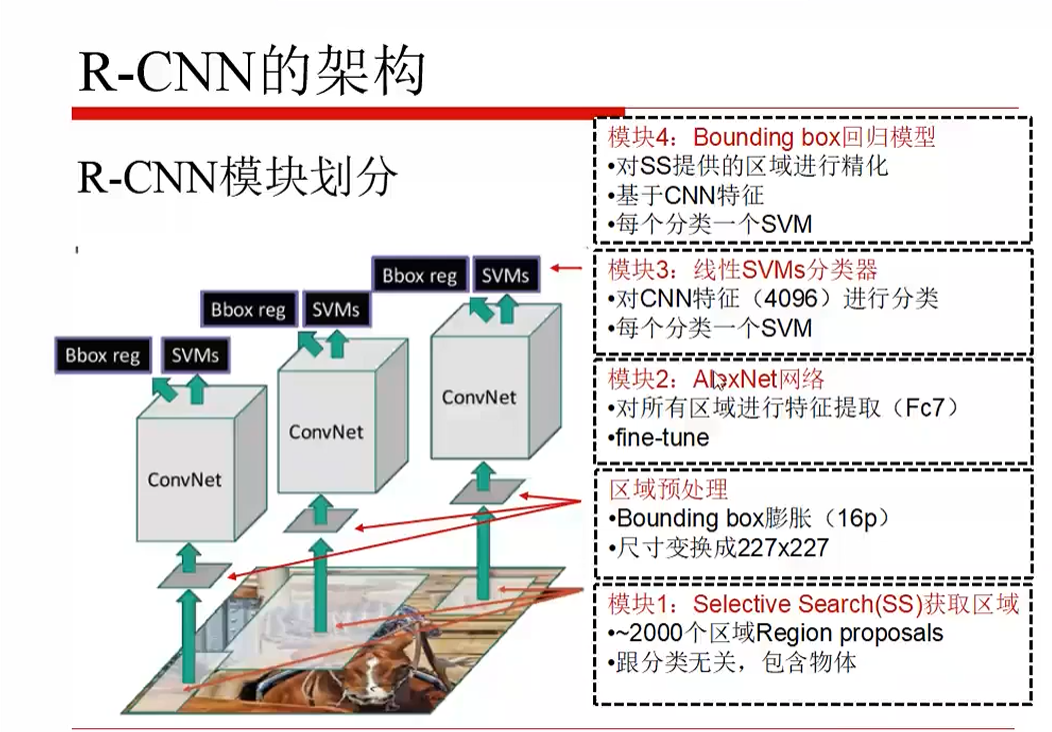 R-CNN的架构
R-CNN模块划分
模块4：Bounding box回归模型
•对SS提供的区域进行精化
•基于CNN特征
•每个分类一个SVM
模块3：线性SVMs分类器
•对CNN特征（4096）进行分类
•每个分类一个SVM
模块2：AlexNet网络
•对所有区域进行特征提取（Fc7）
•fine-tune
区域预处理
•Bounding box膨胀（16p）
•尺寸变换成227x227
模块1：Selective Search(SS)获取区域
•~2000个区域Region proposals
•跟分类无关，包含物体
Bbox reg SVMs
Bbox reg SVMs
Bbox reg SVMs
ConvNet
ConvNet
ConvNet